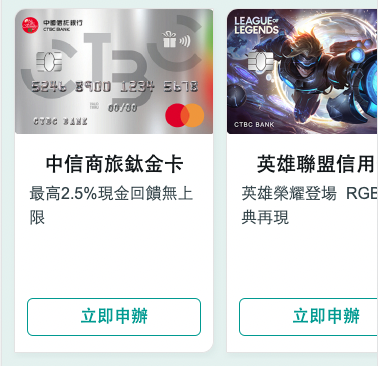 中國信託銀行
CTBC BANK
CTBC
5248 8900 1234 5678
00/00
CTBC BANK
中信商旅鈦金卡
最高2.5%現金回饋無上
限
立即申辦
LEAGUE OF
LEGENDS
CTBC BANK
英雄聯盟信用
英雄榮耀登場 RGE
典再現
立即申辦